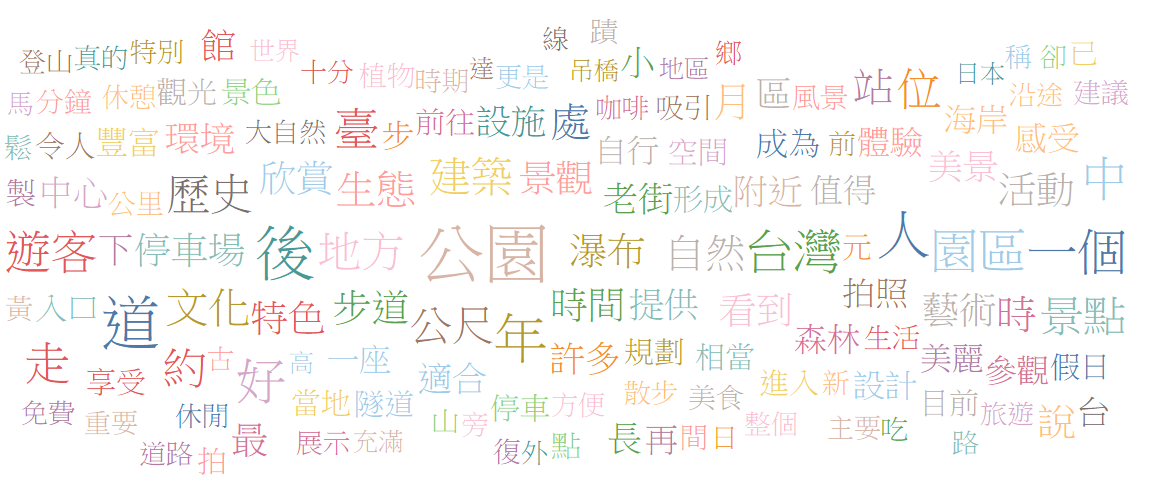 線 蹟
登山 真的 特別 館 世界 十分 植物 時期 達 更是 吊橋 小 地區 鄉 日本 稱 卻 已
馬 分鐘 休憩 觀光 景色 咖啡 吸引 月 區 風景 站 位 沿途 建議
鬆 令人 豐富 環境 大自然 臺 步 前往 設施 處 自行 空間 成為 前 體驗 海岸 感受
製 中心 公里 歷史 欣賞 生態 建築 景觀 老街 形成 附近 值得 美景 活動 中
遊客 下 停車場 後 地方 公園 瀑布 自然 台灣 元 人 園區 一個
黃 入口 道 文化 特色 步道 公尺 年 時間 提供 看到 拍照 藝術 時 景點
走 享受 約 古 好 高 一座 適合 許多 規劃 相當 森林 生活 美麗 參觀 假日
免費 重要 休閒 當地 隧道 山 旁 停車 方便 散步 美食 整個 進入 新 設計 目前 旅遊 說 台
道路 拍 最 展示 充滿 復 外 點 長 再 間 日 主要 吃 路